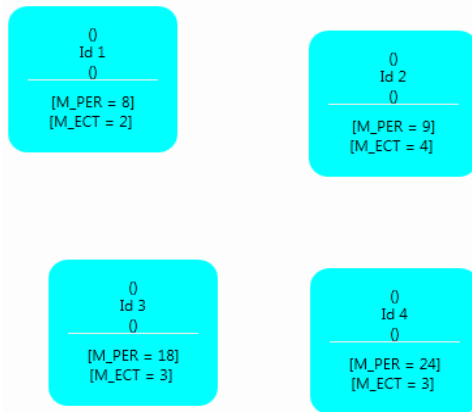 ()
Id 1
()
[M_PER = 8]
[M_ECT = 2]
()
Id 2
()
[M_PER = 9]
[M_ECT = 4]
()
Id 3
()
[M_PER = 18]
[M_ECT = 3]
()
Id 4
()
[M_PER = 24]
[M_ECT = 3]